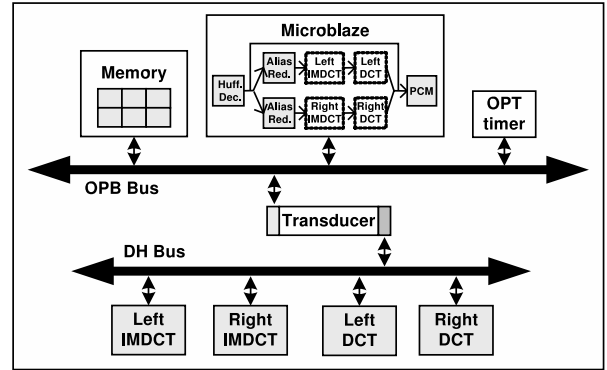 Microblaze
Memory
Huff.
Dec.
Alias
Red.
Left
IMDCT
Left
DCT
Alias
Red.
Right
IMDCT
Right
DCT
PCM
OPT
timer
OPB Bus
Transducer
DH Bus
Left
IMDCT
Right
IMDCT
Left
DCT
Right
DCT